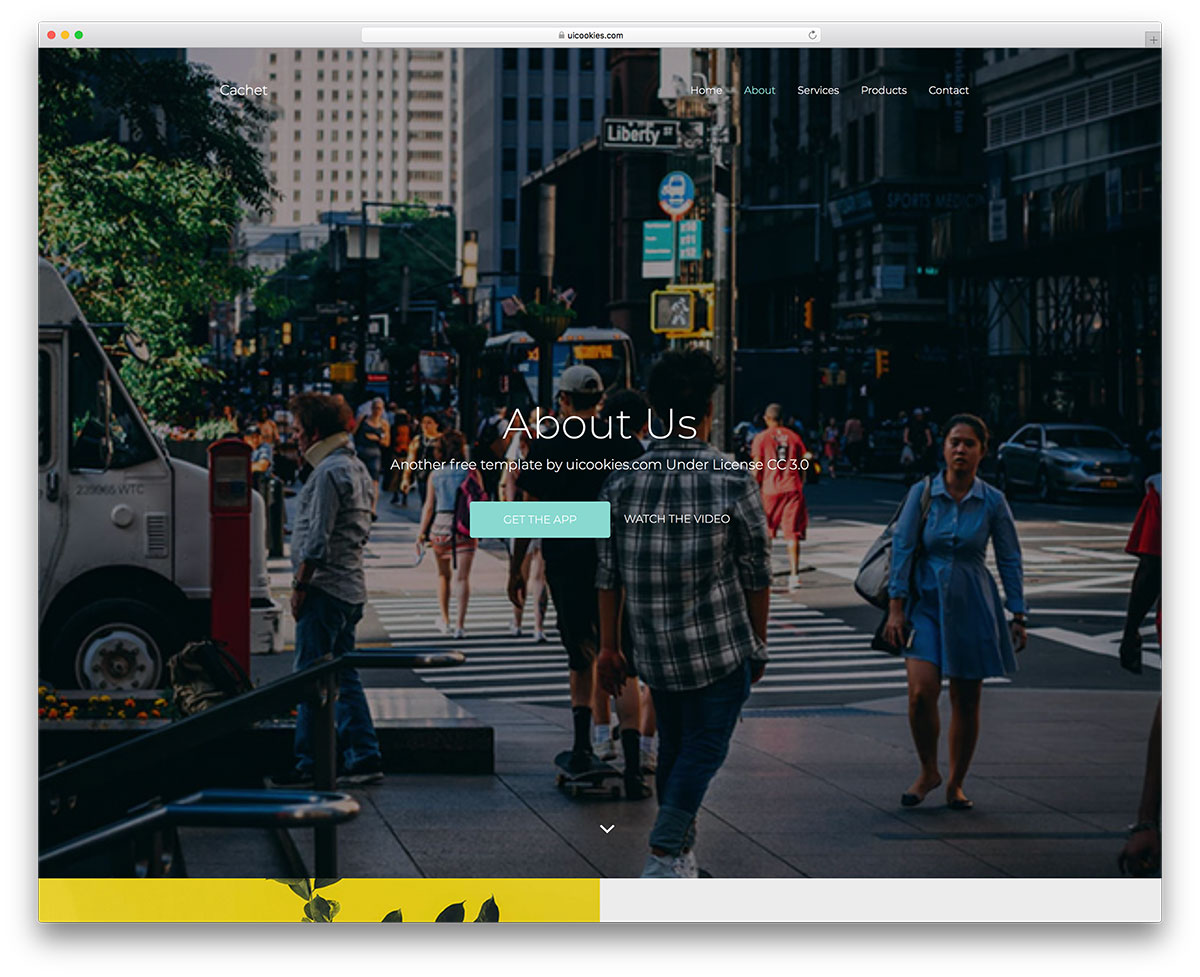 uicookies.com
Cachet
Home About Services Products Contact
Liberty ST
SPORTS MEDICIN
About Us
Another free template by uicookies.com Under License CC 3.0
239965 WTC
GET THE APP WATCH THE VIDEO